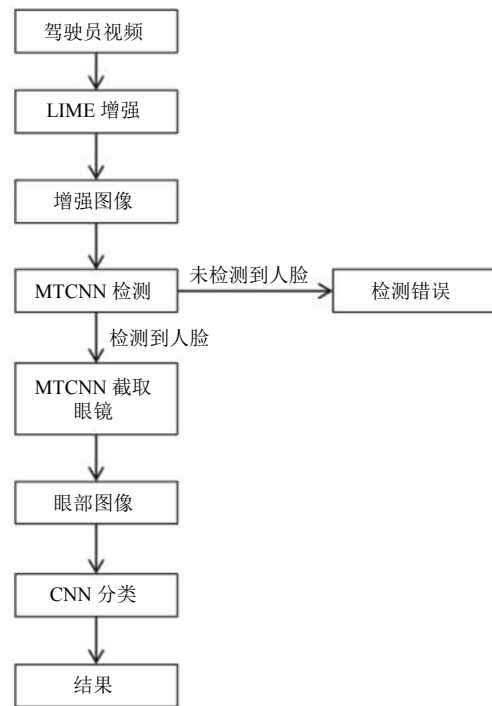 驾驶员视频
LIME 增强
增强图像
MTCNN 检测
未检测到人脸
检测错误
检测到人脸
MTCNN 截取
眼镜
眼部图像
CNN 分类
结果